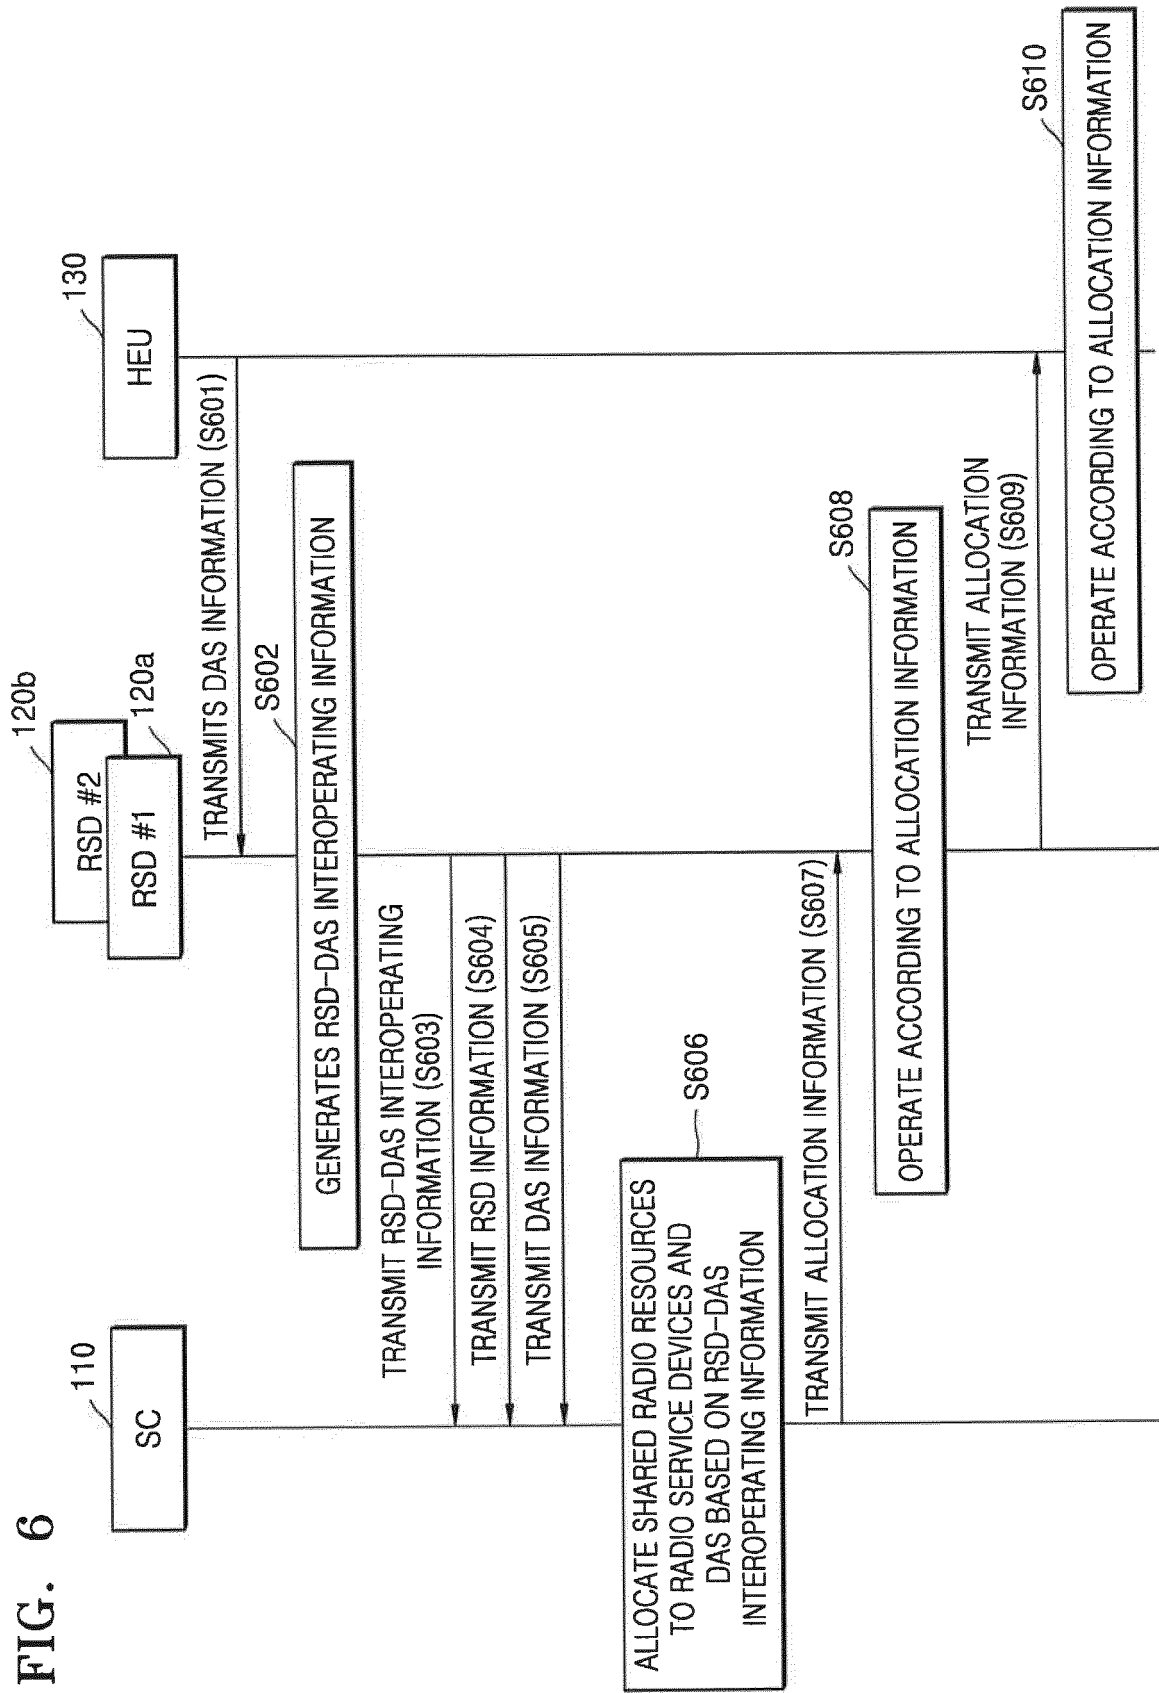 FIG. 6
110
SC
120b
RSD #2
120a
RSD #1
130
HEU
TRANSMITS DAS INFORMATION (S601)
S602
GENERATES RSD-DAS INTEROPERATING INFORMATION
TRANSMIT RSD-DAS INTEROPERATING
INFORMATION (S603)
TRANSMIT RSD INFORMATION (S604)
TRANSMIT DAS INFORMATION (S605)
S606
ALLOCATE SHARED RADIO RESOURCES
TO RADIO SERVICE DEVICES AND
DAS BASED ON RSD-DAS
INTEROPERATING INFORMATION
TRANSMIT ALLOCATION INFORMATION (S607)
S608
OPERATE ACCORDING TO ALLOCATION INFORMATION
TRANSMIT ALLOCATION
INFORMATION (S609)
S610
OPERATE ACCORDING TO ALLOCATION INFORMATION